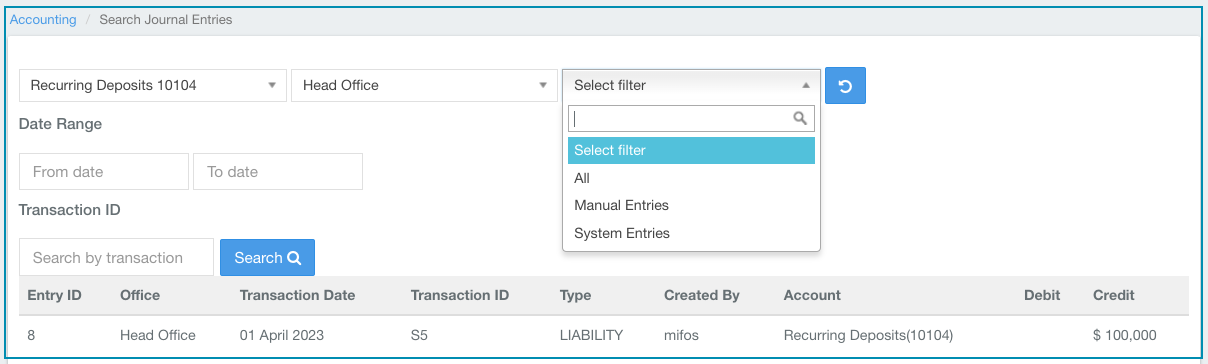 Accounting / Search Journal Entries
Recurring Deposits 10104 Head Office Select filter
Select filter
All
Manual Entries
System Entries
Date Range
From date To date
Transaction ID
Search by transaction Search
Entry ID Office Transaction Date Transaction ID Type Created By Account Debit Credit
8 Head Office 01 April 2023 S5 LIABILITY mifos Recurring Deposits(10104) $ 100,000